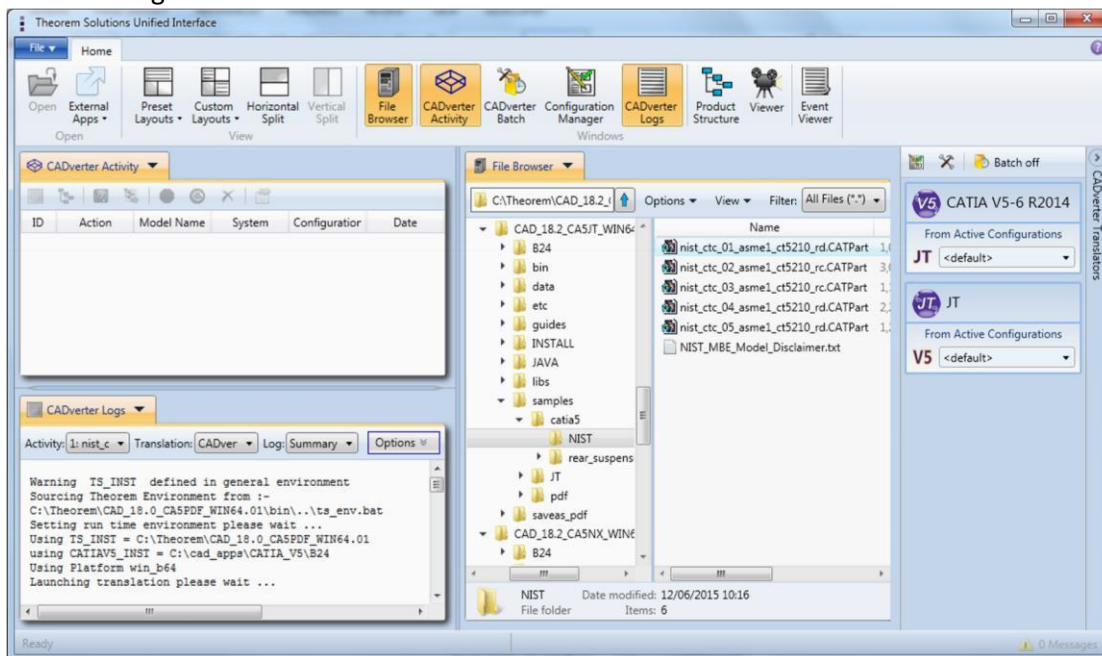 Theorem Solutions Unified Interface
File
Home
Open
External Apps
Preset Layouts
Custom Layouts
Horizontal Split
Vertical Split
File Browser
CADverter Activity
CADverter Batch
Configuration Manager
CADverter Logs
Product Structure
Viewer
Event Viewer
Open
View
Windows
CADverter Activity
ID Action Model Name System Configuration Date
CADverter Logs
Activity: 1: nist_c Translation: CADver Log: Summary Options
Warning TS_INST defined in general environment
Sourcing Theorem Environment from :-
C:\Theorem\CAD_18.0_CA5PDF_WIN64.01\bin\..\ts_env.bat
Setting run time environment please wait ...
Using TS_INST = C:\Theorem\CAD_18.0_CA5PDF_WIN64.01
using CATIAV5_INST = C:\cad_apps\CATIA_V5\B24
Using Platform win_b64
Launching translation please wait ...
File Browser
C:\Theorem\CAD_18.2_( Options View Filter: All Files (*.*)
CAD_18.2_CA5JT_WIN64
B24
bin
data
etc
guides
INSTALL
JAVA
libs
samples
catia5
NIST
rear_suspens
JT
pdf
saveas_pdf
CAD_18.2_CA5NX_WIN6
B24
Name
nist_ctc_01_asme1_ct5210_rd.CATPart
nist_ctc_02_asme1_ct5210_rc.CATPart
nist_ctc_03_asme1_ct5210_rc.CATPart
nist_ctc_04_asme1_ct5210_rd.CATPart
nist_ctc_05_asme1_ct5210_rd.CATPart
NIST_MBE_Model_Disclaimer.txt
NIST Date modified: 12/06/2015 10:16
File folder Items: 6
Batch off
V5 CATIA V5-6 R2014
From Active Configurations
JT <default>
JT JT
From Active Configurations
V5 <default>
CADverter Translators
Ready
0 Messages